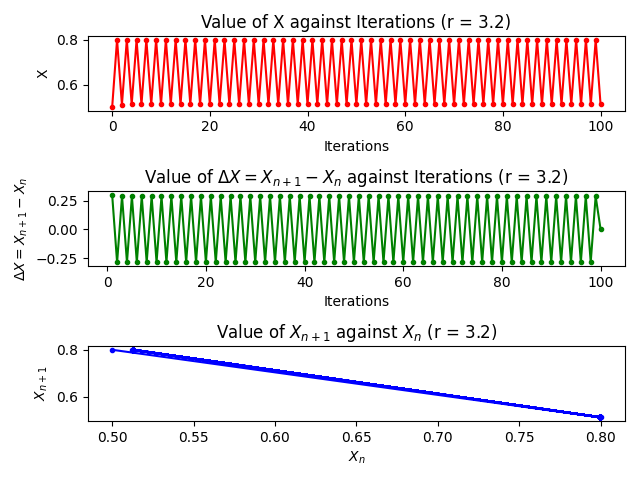 Value of X against Iterations (r = 3.2)
0.8
0.6
X
0 20 40 60 80 100
Iterations
Value of ΔX = Xₙ₊₁ − Xₙ against Iterations (r = 3.2)
0.25
0.00
−0.25
ΔX = Xₙ₊₁ − Xₙ
0 20 40 60 80 100
Iterations
Value of Xₙ₊₁ against Xₙ (r = 3.2)
0.8
0.6
Xₙ₊₁
0.50 0.55 0.60 0.65 0.70 0.75 0.80
Xₙ